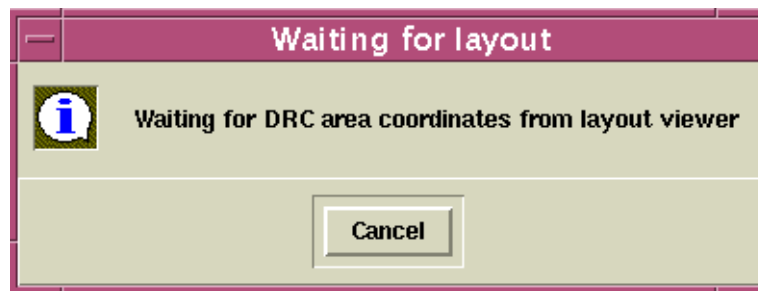 Waiting for layout
Waiting for DRC area coordinates from layout viewer
Cancel